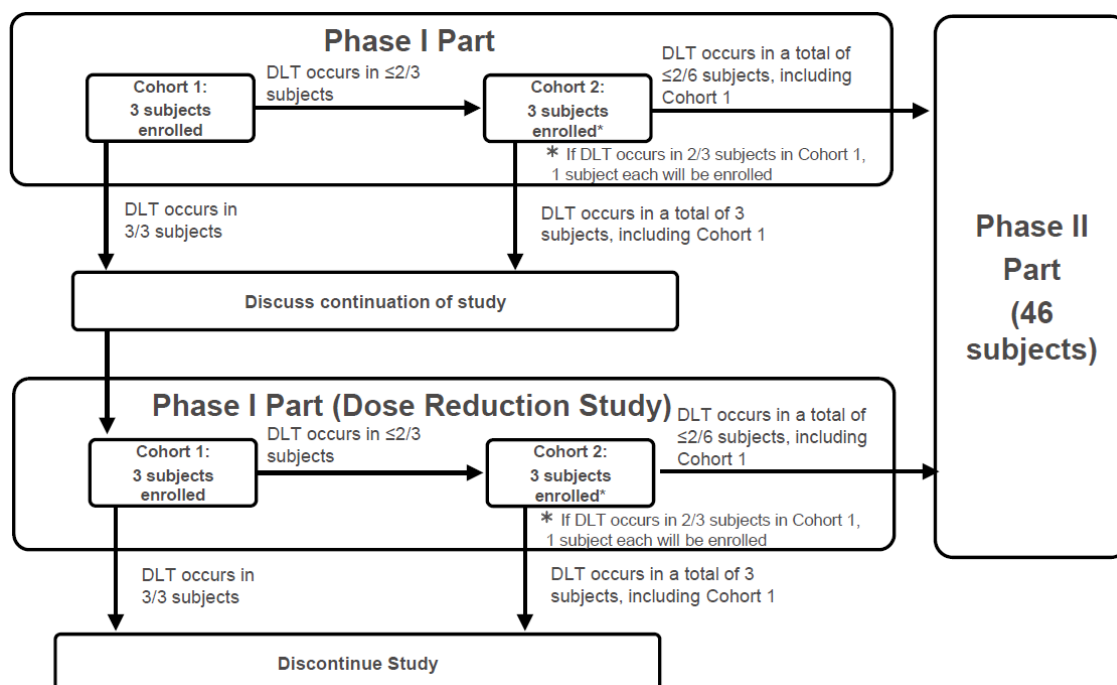 Phase I Part
DLT occurs in ≤2/3
subjects
DLT occurs in a total of
≤2/6 subjects, including
Cohort 1
Cohort 1:
3 subjects
enrolled
Cohort 2:
3 subjects
enrolled*
* If DLT occurs in 2/3 subjects in Cohort 1,
1 subject each will be enrolled
DLT occurs in
3/3 subjects
DLT occurs in a total of 3
subjects, including Cohort 1
Discuss continuation of study
Phase I Part (Dose Reduction Study)
DLT occurs in ≤2/3
subjects
DLT occurs in a total of
≤2/6 subjects, including
Cohort 1
Cohort 1:
3 subjects
enrolled
Cohort 2:
3 subjects
enrolled*
* If DLT occurs in 2/3 subjects in Cohort 1,
1 subject each will be enrolled
DLT occurs in
3/3 subjects
DLT occurs in a total of 3
subjects, including Cohort 1
Discontinue Study
Phase II
Part
(46
subjects)